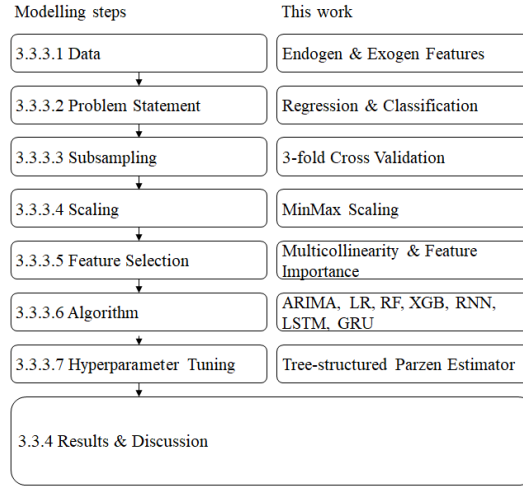 Modelling steps
This work
3.3.3.1 Data
Endogen & Exogen Features
3.3.3.2 Problem Statement
Regression & Classification
3.3.3.3 Subsampling
3-fold Cross Validation
3.3.3.4 Scaling
MinMax Scaling
3.3.3.5 Feature Selection
Multicollinearity & Feature
Importance
3.3.3.6 Algorithm
ARIMA, LR, RF, XGB, RNN,
LSTM, GRU
3.3.3.7 Hyperparameter Tuning
Tree-structured Parzen Estimator
3.3.4 Results & Discussion